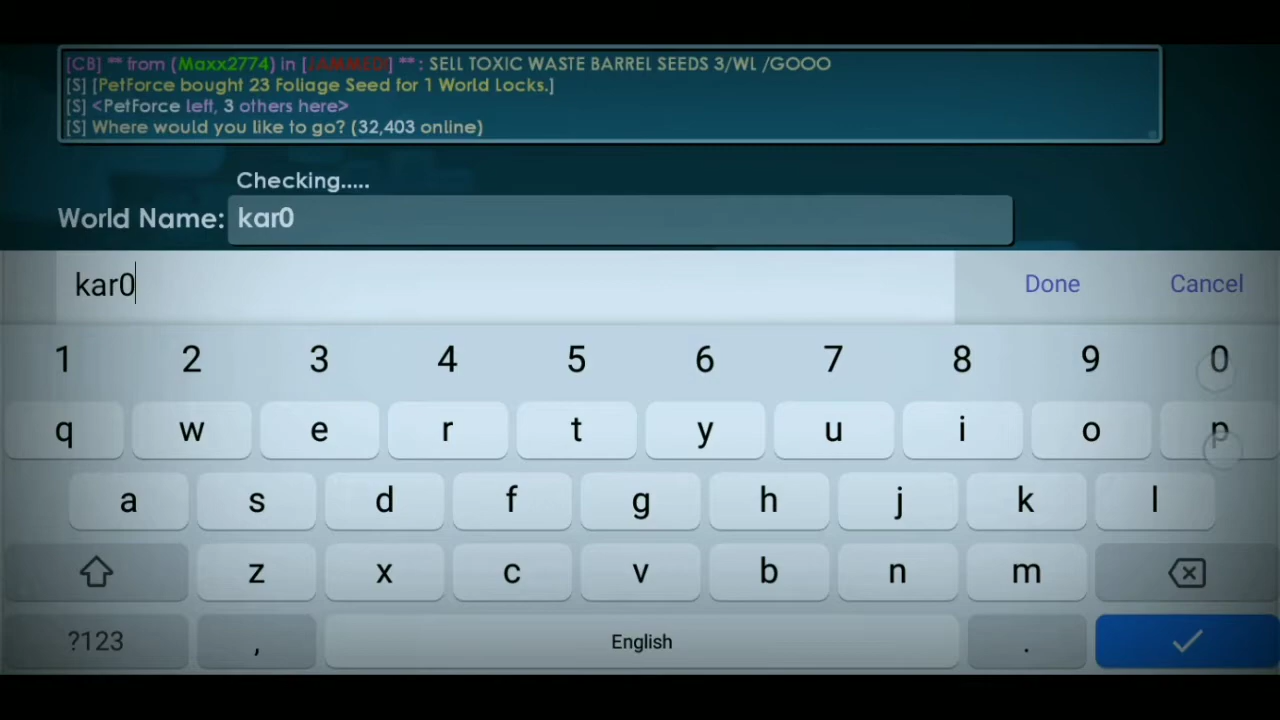 [CB] ** from (Maxx2774) in [JAMMED!] ** : SELL TOXIC WASTE BARREL SEEDS 3/WL /GOOO
[S] [PetForce bought 23 Foliage Seed for 1 World Locks.]
[S] <PetForce left, 3 others here>
[S] Where would you like to go? (32,403 online)
Checking.....
World Name: kar0
kar0 Done Cancel
1 2 3 4 5 6 7 8 9 0
q w e r t y u i o p
a s d f g h j k l
z x c v b n m
?123 , English .